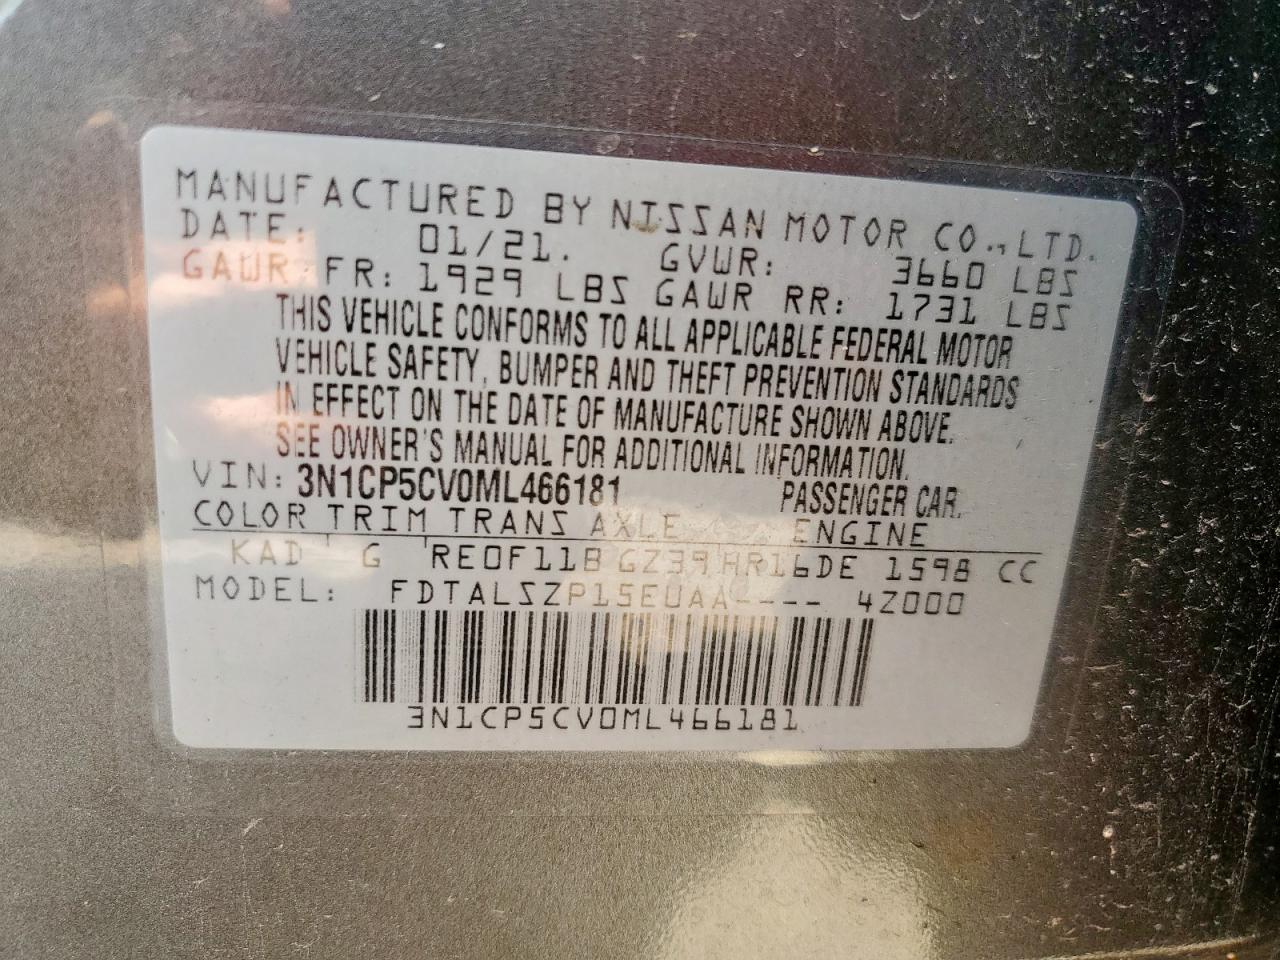 MANUFACTURED BY NISSAN MOTOR CO., LTD.
DATE: 01/21. GVWR: 3660 LBS
GAWR FR: 1929 LBS GAWR RR: 1731 LBS
THIS VEHICLE CONFORMS TO ALL APPLICABLE FEDERAL MOTOR
VEHICLE SAFETY, BUMPER AND THEFT PREVENTION STANDARDS
IN EFFECT ON THE DATE OF MANUFACTURE SHOWN ABOVE.
SEE OWNER'S MANUAL FOR ADDITIONAL INFORMATION.
VIN: 3N1CP5CV0ML466181 PASSENGER CAR.
COLOR TRIM TRANS AXLE ENGINE
KAD G RE0F11B GZ39 HR16DE 1598 CC
MODEL: FDTALSZP15EUAA---- 4Z000
3N1CP5CV0ML466181